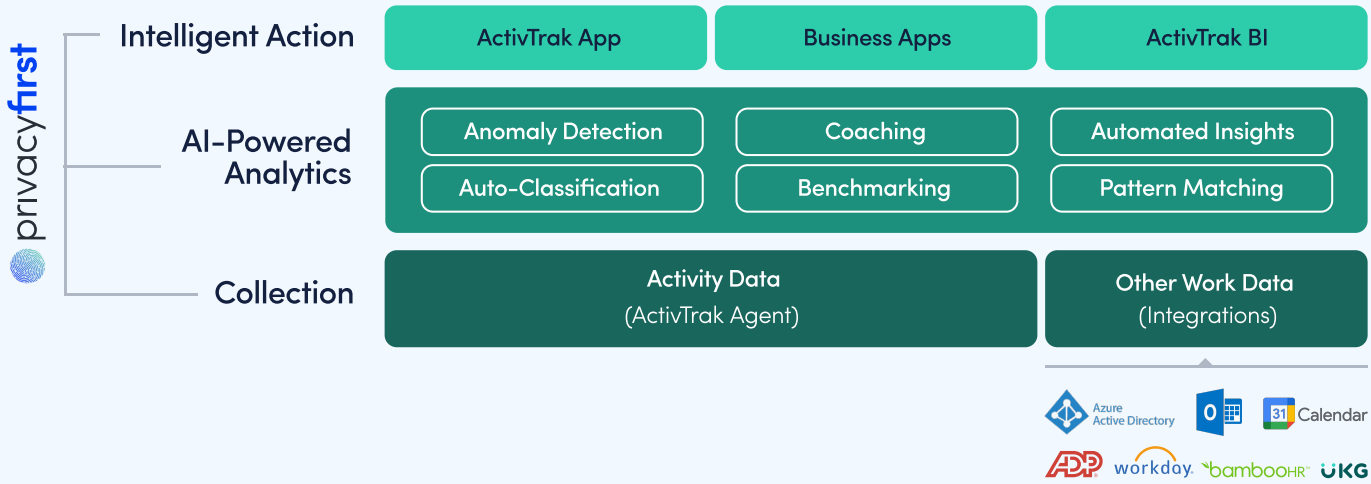 privacyfirst
Intelligent Action
ActivTrak App
Business Apps
ActivTrak BI
AI-Powered
Analytics
Anomaly Detection
Coaching
Automated Insights
Auto-Classification
Benchmarking
Pattern Matching
Collection
Activity Data
(ActivTrak Agent)
Other Work Data
(Integrations)
Azure
Active Directory
O
31 Calendar
ADP
workday.
bambooHR™
UKG